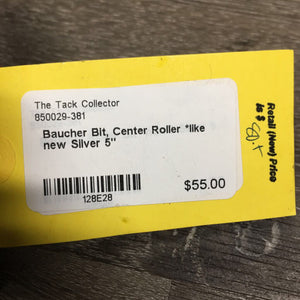 The Tack Collector
850029-381
Baucher Bit, Center Roller *like
new Silver 5"
$55.00
128E28
Retail (New) Price
is $ 80.+